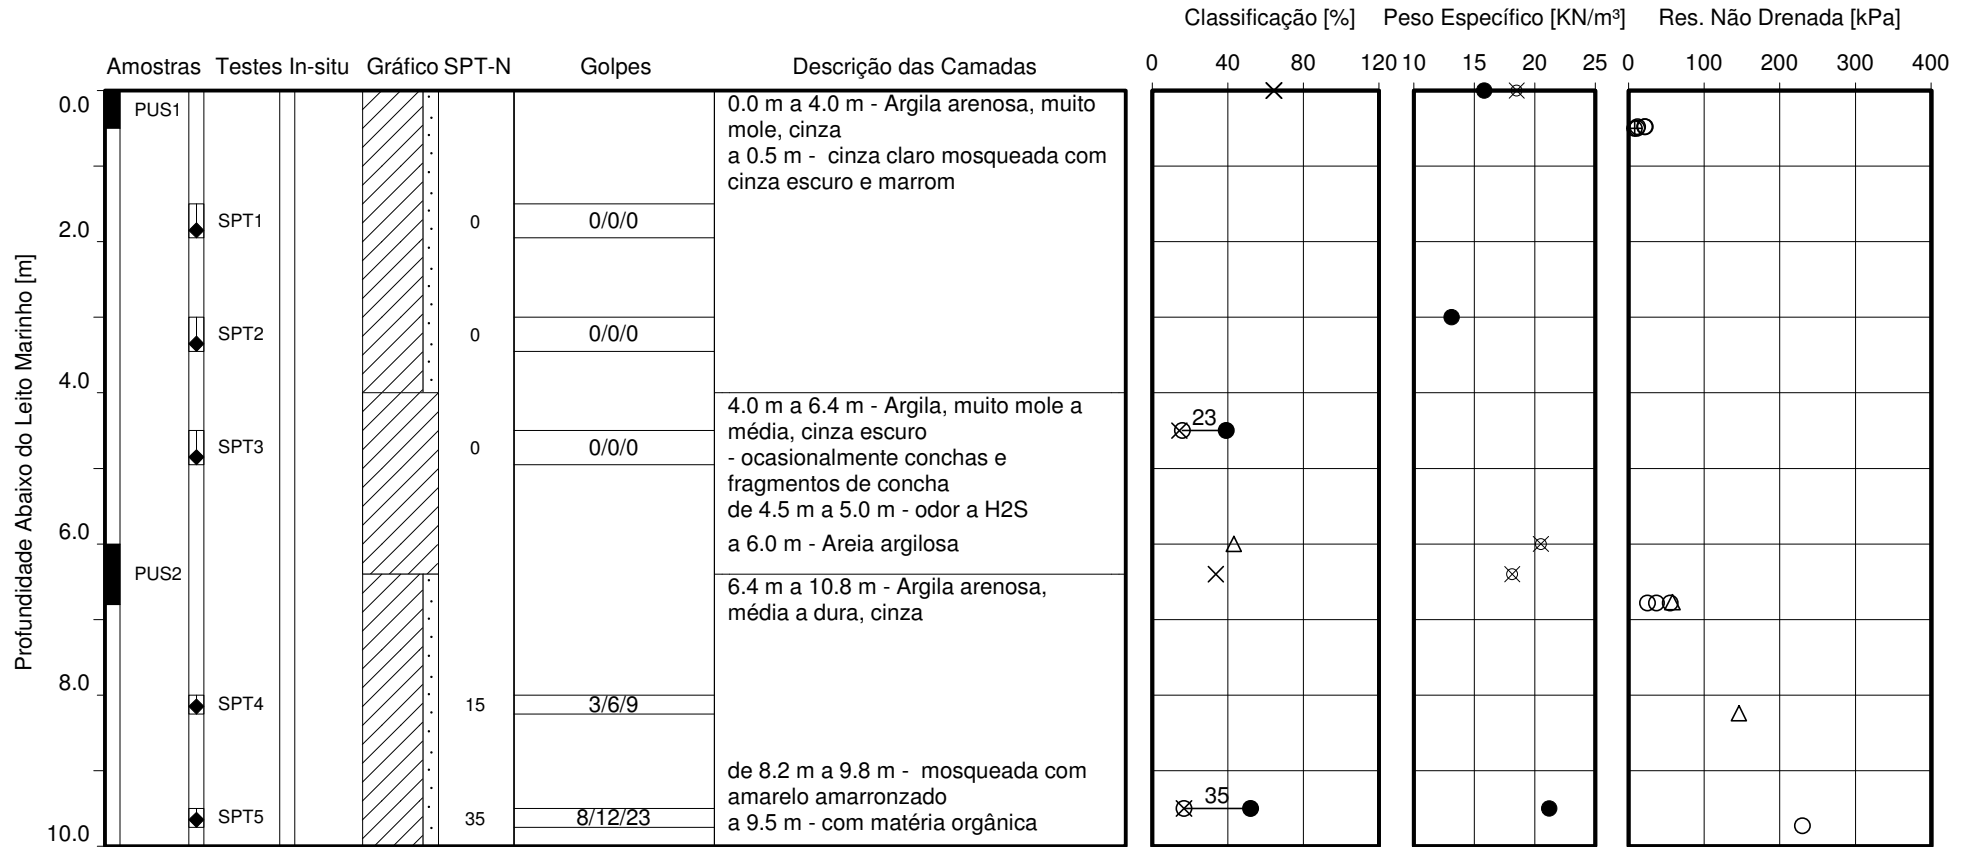 Classificação [%] Peso Específico [KN/m³] Res. Não Drenada [kPa]
0 40 80 120 10 15 20 25 0 100 200 300 400
Amostras Testes In-situ Gráfico SPT-N Golpes Descrição das Camadas
Profundidade Abaixo do Leito Marinho [m]
0.0 PUS1 0.0 m a 4.0 m - Argila arenosa, muito
mole, cinza
a 0.5 m - cinza claro mosqueada com
cinza escuro e marrom
2.0 SPT1 0 0/0/0
SPT2 0 0/0/0
4.0 4.0 m a 6.4 m - Argila, muito mole a
média, cinza escuro
23
SPT3 0 0/0/0 - ocasionalmente conchas e
fragmentos de concha
de 4.5 m a 5.0 m - odor a H2S
6.0 a 6.0 m - Areia argilosa
PUS2 6.4 m a 10.8 m - Argila arenosa,
média a dura, cinza
8.0 SPT4 15 3/6/9
de 8.2 m a 9.8 m - mosqueada com
amarelo amarronzado
35
SPT5 35 8/12/23 a 9.5 m - com matéria orgânica
10.0